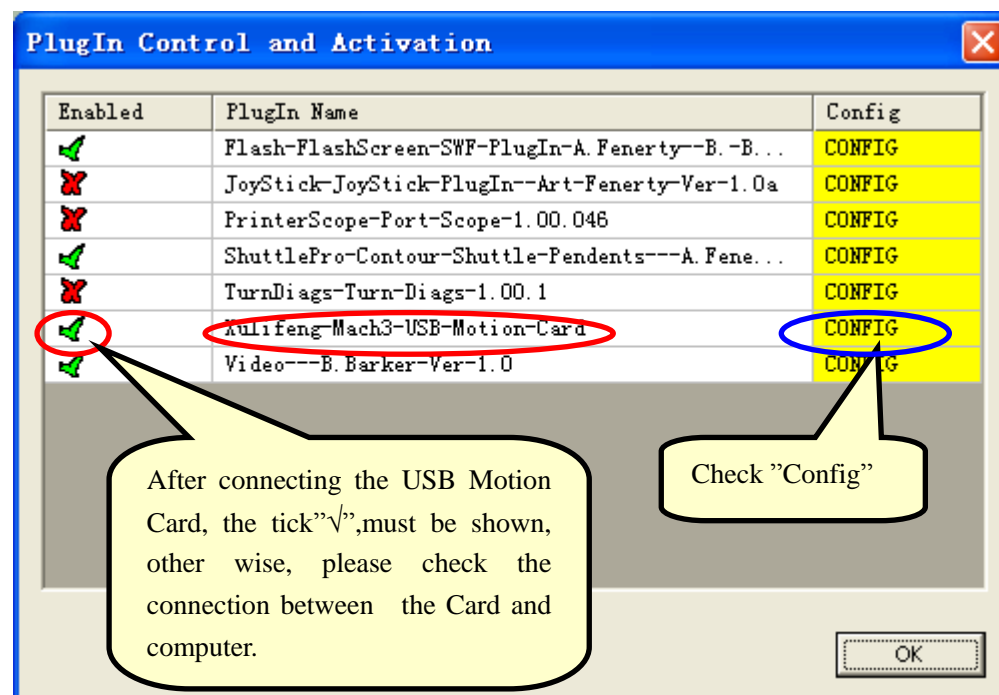 PlugIn Control and Activation
Enabled PlugIn Name Config
Flash-FlashScreen-SWF-PlugIn-A.Fenerty--B.-B... CONFIG
JoyStick-JoyStick-PlugIn--Art-Fenerty-Ver-1.0a CONFIG
PrinterScope-Port-Scope-1.00.046 CONFIG
ShuttlePro-Contour-Shuttle-Pendents---A.Fene... CONFIG
TurnDiags-Turn-Diags-1.00.1 CONFIG
Xulifeng-Mach3-USB-Motion-Card CONFIG
Video---B.Barker-Ver-1.0 CONFIG
After connecting the USB Motion
Card, the tick”√”,must be shown,
other wise, please check the
connection between the Card and
computer.
Check ”Config”
OK